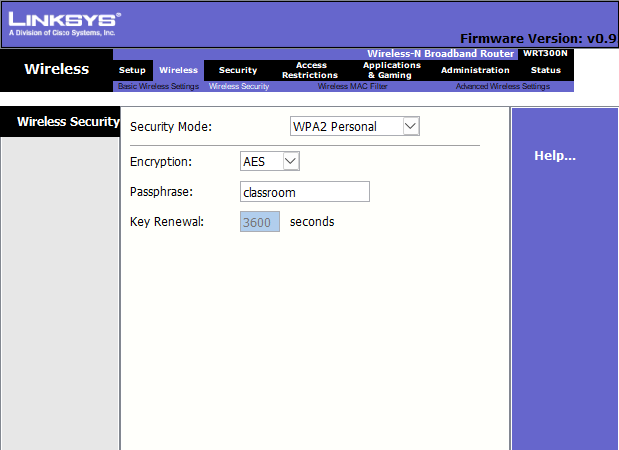 LINKSYS®
A Division of Cisco Systems, Inc.
Firmware Version: v0.9
Wireless-N Broadband Router WRT300N
Wireless
Setup Wireless Security Access Restrictions Applications & Gaming Administration Status
Basic Wireless Settings Wireless Security Wireless MAC Filter Advanced Wireless Settings
Wireless Security
Security Mode: WPA2 Personal
Help...
Encryption: AES
Passphrase: classroom
Key Renewal: 3600 seconds